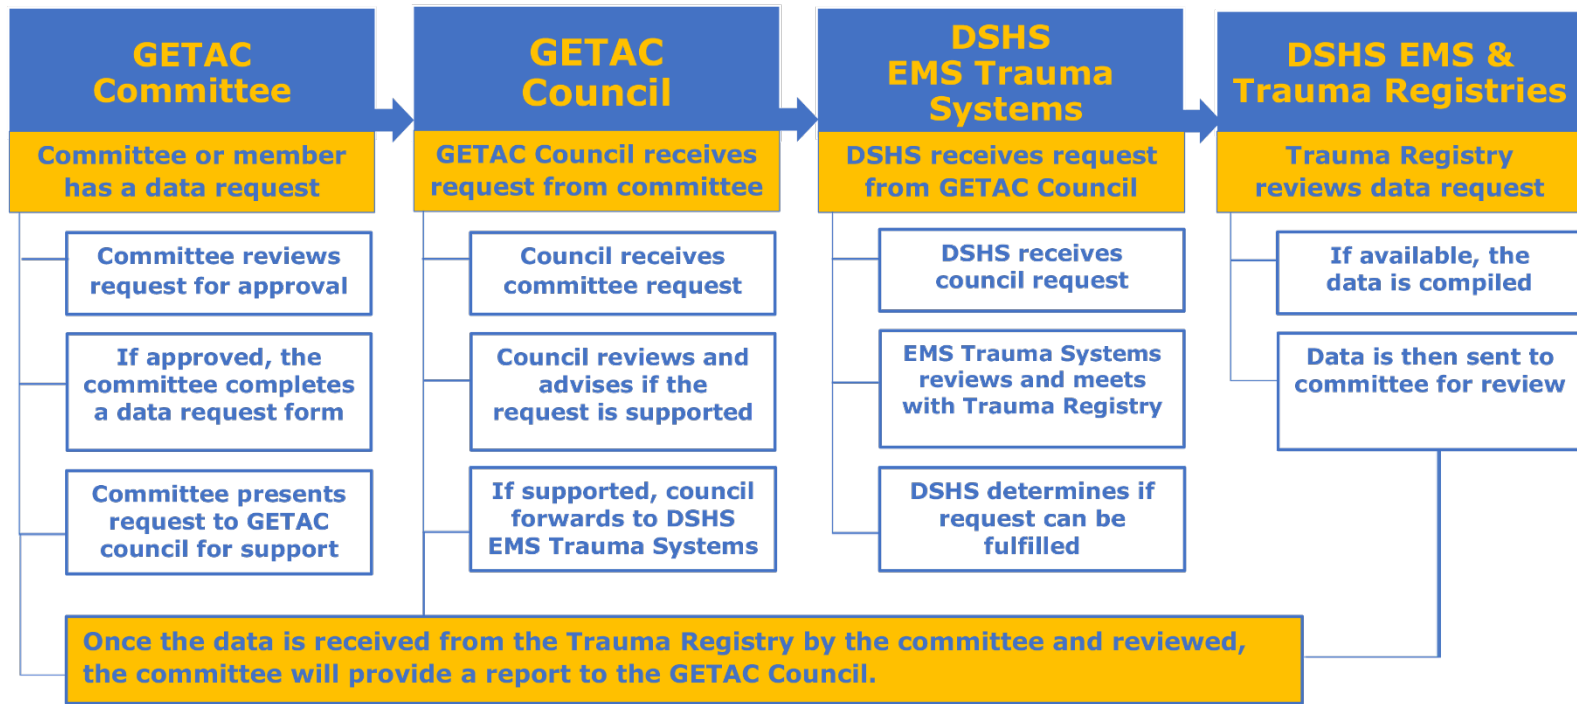 GETAC
Committee
Committee or member
has a data request
Committee reviews
request for approval
If approved, the
committee completes
a data request form
Committee presents
request to GETAC
council for support
GETAC
Council
GETAC Council receives
request from committee
Council receives
committee request
Council reviews and
advises if the
request is supported
If supported, council
forwards to DSHS
EMS Trauma Systems
DSHS
EMS Trauma
Systems
DSHS receives request
from GETAC Council
DSHS receives
council request
EMS Trauma Systems
reviews and meets
with Trauma Registry
DSHS determines if
request can be
fulfilled
DSHS EMS &
Trauma Registries
Trauma Registry
reviews data request
If available, the
data is compiled
Data is then sent to
committee for review
Once the data is received from the Trauma Registry by the committee and reviewed,
the committee will provide a report to the GETAC Council.